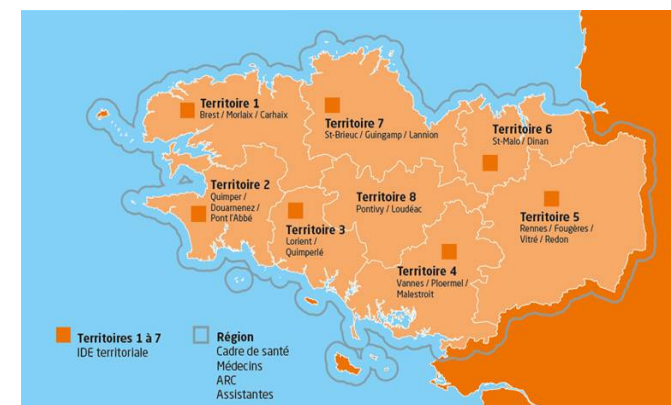 Territoire 1
Brest / Morlaix / Carhaix
Territoire 7
St-Brieuc / Guingamp / Lannion
Territoire 6
St-Malo / Dinan
Territoire 2
Quimper /
Douarnenez /
Pont l'Abbé
Territoire 8
Pontivy / Loudéac
Territoire 3
Lorient /
Quimperlé
Territoire 5
Rennes / Fougères /
Vitré / Redon
Territoire 4
Vannes / Ploermel /
Malestroit
Territoires 1 à 7
IDE territoriale
Région
Cadre de santé
Médecins
ARC
Assistantes